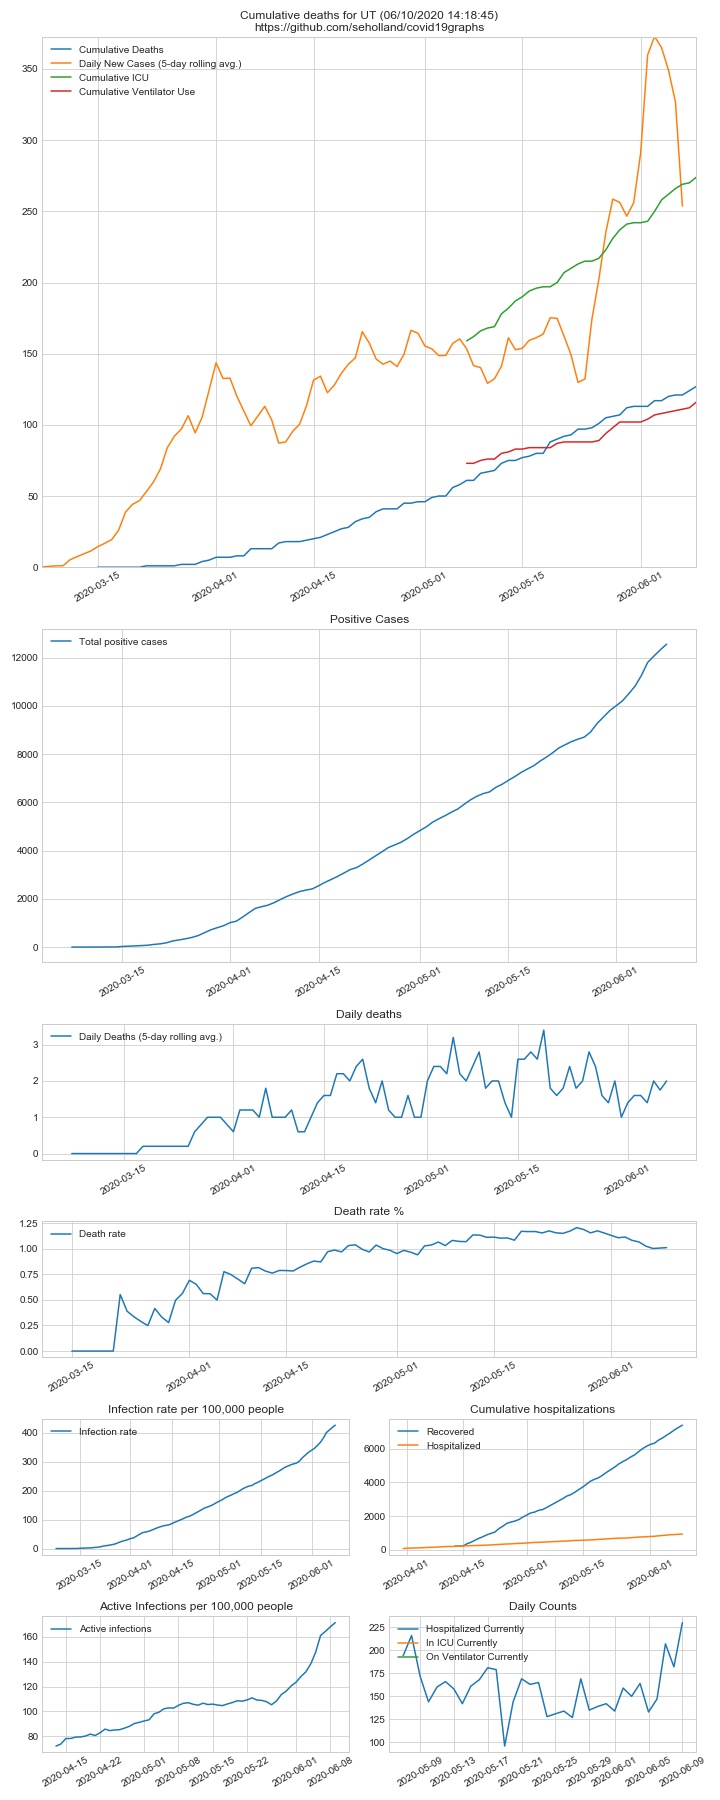 Cumulative deaths for UT (06/10/2020 14:18:45)
https://github.com/seholland/covid19graphs
Cumulative Deaths
Daily New Cases (5-day rolling avg.)
Cumulative ICU
Cumulative Ventilator Use
350
300
250
200
150
100
50
0
2020-03-15 2020-04-01 2020-04-15 2020-05-01 2020-05-15 2020-06-01
Positive Cases
Total positive cases
12000
10000
8000
6000
4000
2000
0
2020-03-15 2020-04-01 2020-04-15 2020-05-01 2020-05-15 2020-06-01
Daily deaths
Daily Deaths (5-day rolling avg.)
3
2
1
0
2020-03-15 2020-04-01 2020-04-15 2020-05-01 2020-05-15 2020-06-01
Death rate %
Death rate
1.25
1.00
0.75
0.50
0.25
0.00
2020-03-15 2020-04-01 2020-04-15 2020-05-01 2020-05-15 2020-06-01
Infection rate per 100,000 people
Infection rate
400
300
200
100
0
2020-03-15 2020-04-01 2020-04-15 2020-05-01 2020-05-15 2020-06-01
Cumulative hospitalizations
Recovered
Hospitalized
6000
4000
2000
0
2020-04-01 2020-04-15 2020-05-01 2020-05-15 2020-06-01
Active Infections per 100,000 people
Active infections
160
140
120
100
80
2020-04-15 2020-04-22 2020-05-01 2020-05-08 2020-05-15 2020-05-22 2020-06-01 2020-06-08
Daily Counts
Hospitalized Currently
In ICU Currently
On Ventilator Currently
225
200
175
150
125
100
2020-05-09 2020-05-13 2020-05-17 2020-05-21 2020-05-25 2020-05-29 2020-06-01 2020-06-05 2020-06-09